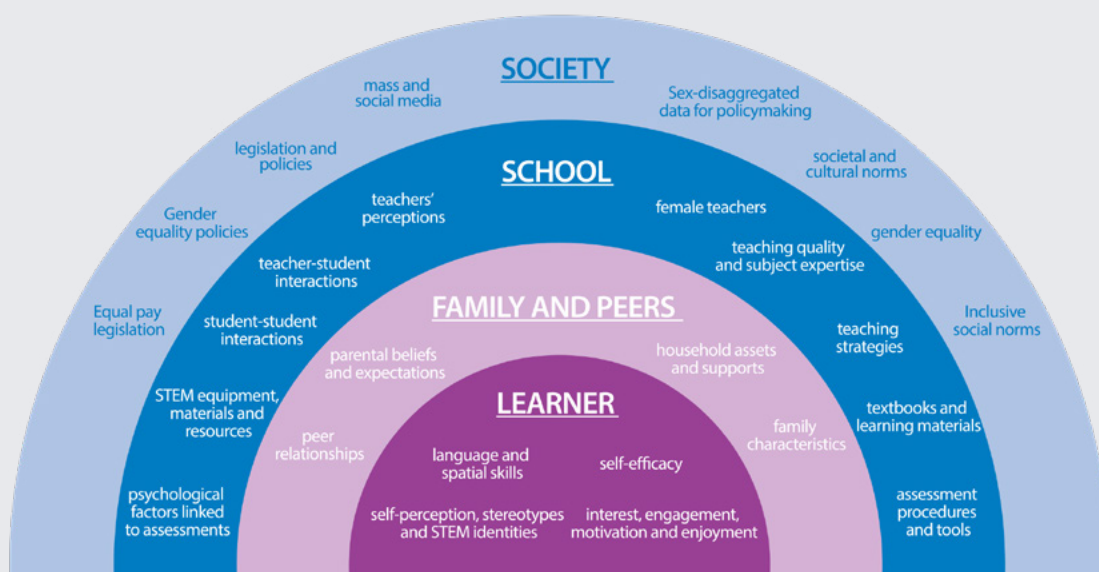 SOCIETY
mass and
social media
Sex-disaggregated
data for policymaking
legislation and
policies
societal and
cultural norms
Gender
equality policies
gender equality
Equal pay
legislation
Inclusive
social norms
SCHOOL
teachers'
perceptions
female teachers
teacher-student
interactions
teaching quality
and subject expertise
student-student
interactions
teaching
strategies
STEM equipment,
materials and
resources
textbooks and
learning materials
psychological
factors linked
to assessments
assessment
procedures
and tools
FAMILY AND PEERS
parental beliefs
and expectations
household assets
and supports
peer
relationships
family
characteristics
LEARNER
language and
spatial skills
self-efficacy
self-perception, stereotypes
and STEM identities
interest, engagement,
motivation and enjoyment